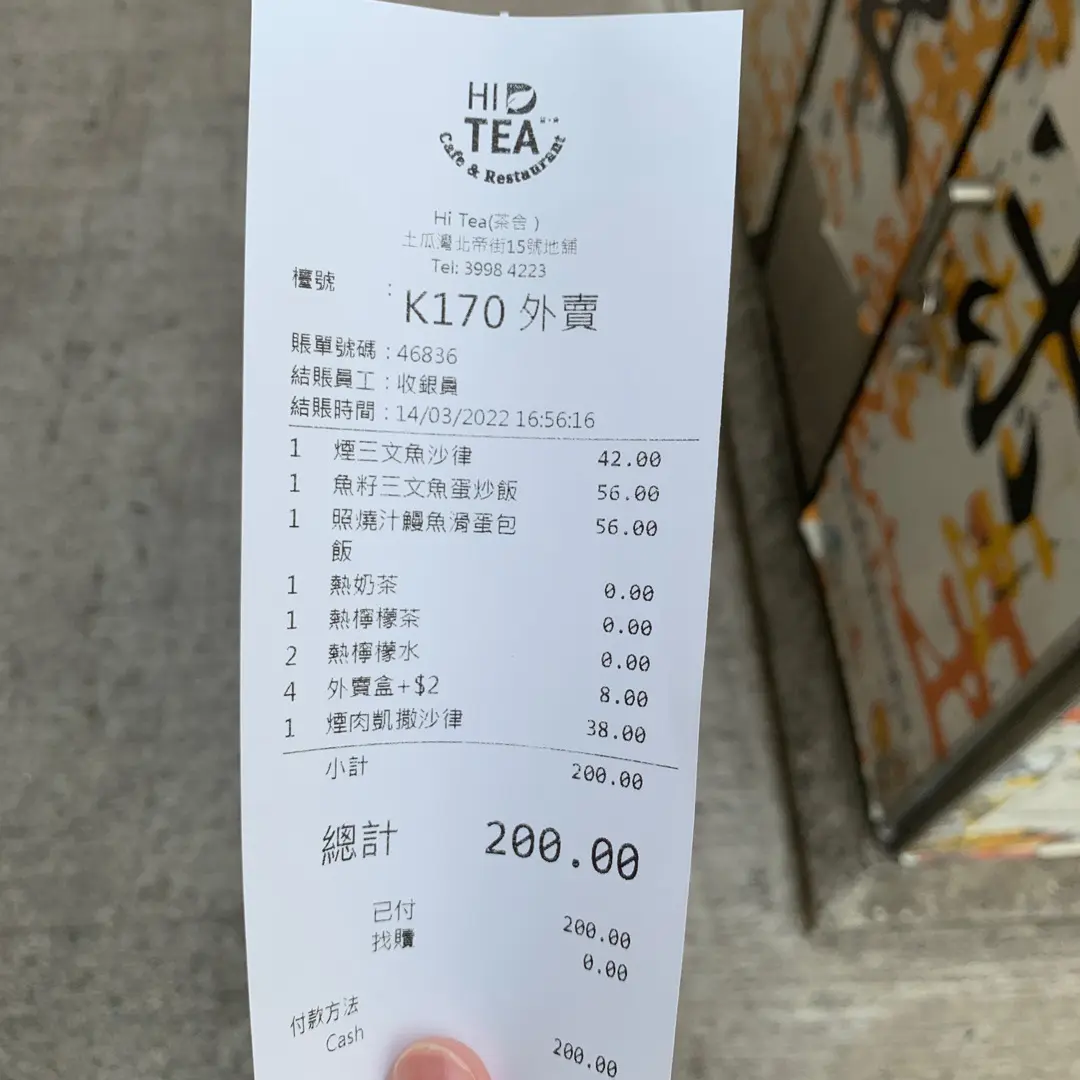 HI
TEA
Cafe & Restaurant
Hi Tea(茶舍)
土瓜灣北帝街15號地舖
Tel: 3998 4223
檯號 :
K170 外賣
賬單號碼 : 46836
結賬員工 : 收銀員
結賬時間 : 14/03/2022 16:56:16
1 煙三文魚沙律 42.00
1 魚籽三文魚蛋炒飯 56.00
1 照燒汁鰻魚滑蛋包 56.00
飯
1 熱奶茶 0.00
1 熱檸檬茶 0.00
2 熱檸檬水 0.00
4 外賣盒+$2 8.00
1 煙肉凱撒沙律 38.00
小計 200.00
總計 200.00
已付 200.00
找贖 0.00
付款方法
Cash 200.00